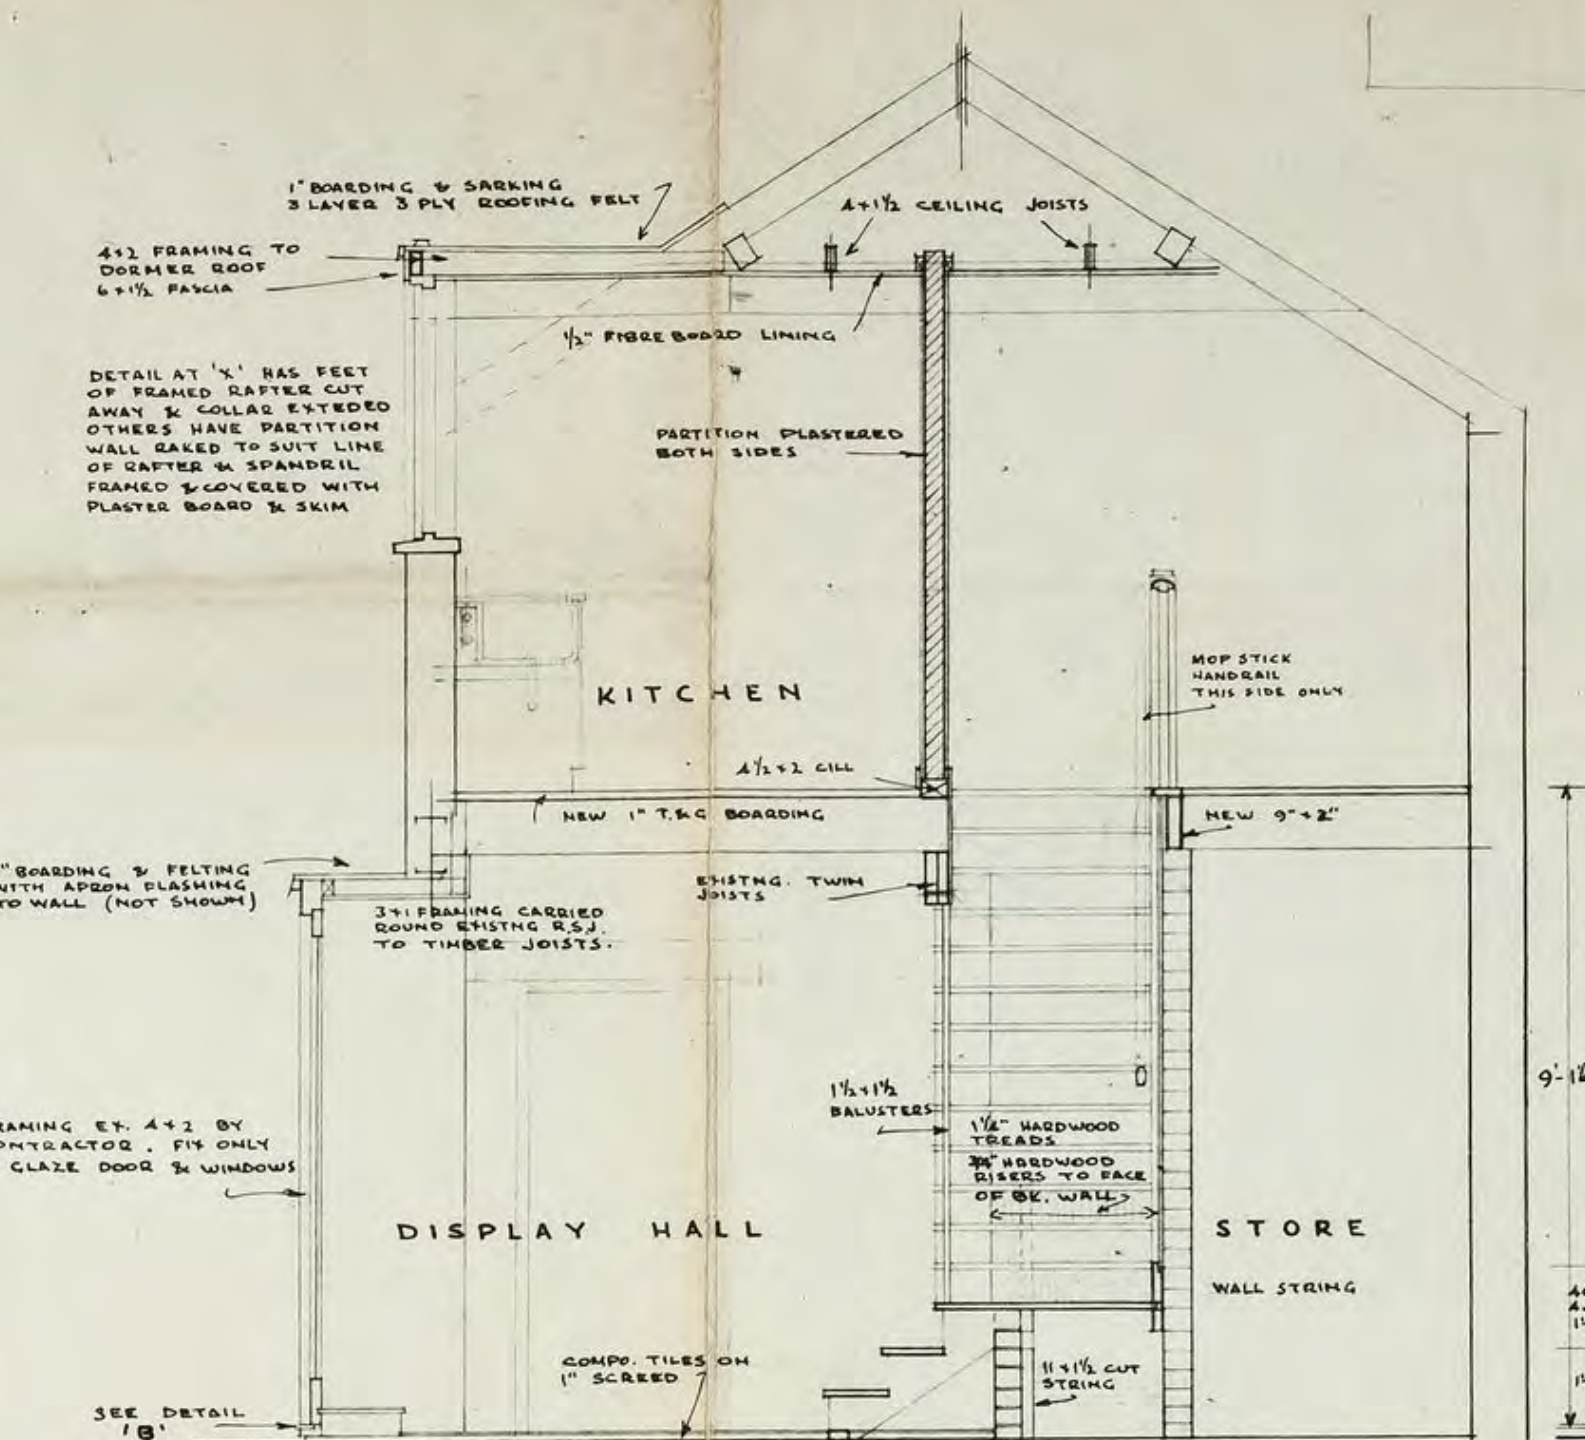 1" BOARDING & SARKING
3 LAYER 3 PLY ROOFING FELT
4×1½ CEILING JOISTS
4×2 FRAMING TO
DORMER ROOF
6×1½ FASCIA
½" FIBRE BOARD LINING
DETAIL AT 'X' HAS FEET
OF FRAMED RAFTER CUT
AWAY & COLLAR EXTEDED
OTHERS HAVE PARTITION
WALL RAKED TO SUIT LINE
OF RAFTER & SPANDRIL
FRAMED & COVERED WITH
PLASTER BOARD & SKIM
PARTITION PLASTERED
BOTH SIDES
MOP STICK
HANDRAIL
THIS SIDE ONLY
KITCHEN
4½×2 CILL
NEW 1" T.&G BOARDING
NEW 9"×2"
" BOARDING & FELTING
WITH APRON FLASHING
TO WALL (NOT SHOWN)
EXISTNG. TWIN
JOISTS
3×1 FRAMING CARRIED
ROUND EXISTNG R.S.J.
TO TIMBER JOISTS.
9'-1
1½×1½
BALUSTERS
RAMING EX. 4×2 BY
ONTRACTOR. FIX ONLY
GLAZE DOOR & WINDOWS
1¼" HARDWOOD
TREADS
HARDWOOD
RISERS TO FACE
OF BK. WALL
DISPLAY HALL
STORE
WALL STRING
COMPO. TILES ON
1" SCREED
11×1½ CUT
STRING
SEE DETAIL
'B'